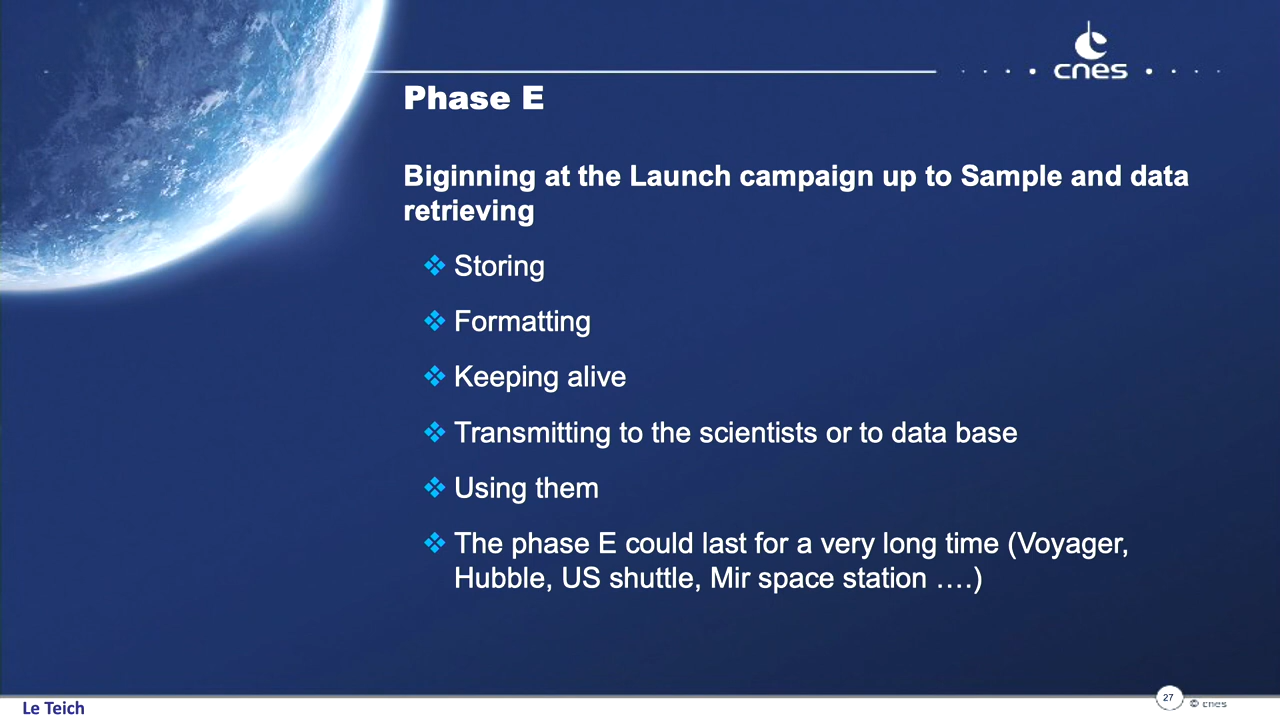 cnes
Phase E
Biginning at the Launch campaign up to Sample and data
retrieving
❖ Storing
❖ Formatting
❖ Keeping alive
❖ Transmitting to the scientists or to data base
❖ Using them
❖ The phase E could last for a very long time (Voyager,
Hubble, US shuttle, Mir space station ….)
Le Teich
27
© cnes